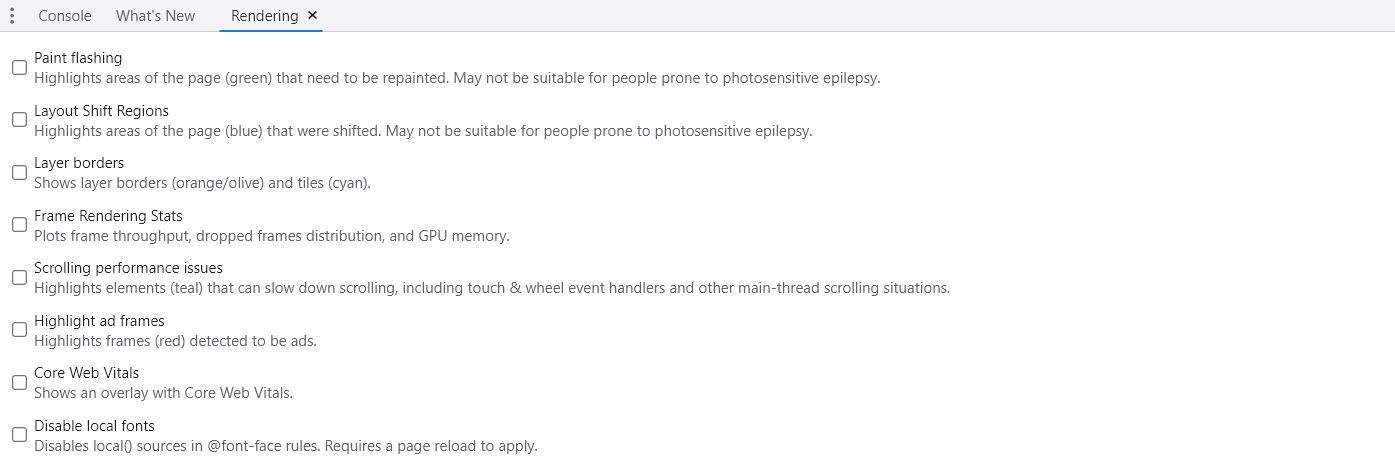 Console What's New Rendering ×
Paint flashing
Highlights areas of the page (green) that need to be repainted. May not be suitable for people prone to photosensitive epilepsy.
Layout Shift Regions
Highlights areas of the page (blue) that were shifted. May not be suitable for people prone to photosensitive epilepsy.
Layer borders
Shows layer borders (orange/olive) and tiles (cyan).
Frame Rendering Stats
Plots frame throughput, dropped frames distribution, and GPU memory.
Scrolling performance issues
Highlights elements (teal) that can slow down scrolling, including touch & wheel event handlers and other main-thread scrolling situations.
Highlight ad frames
Highlights frames (red) detected to be ads.
Core Web Vitals
Shows an overlay with Core Web Vitals.
Disable local fonts
Disables local() sources in @font-face rules. Requires a page reload to apply.